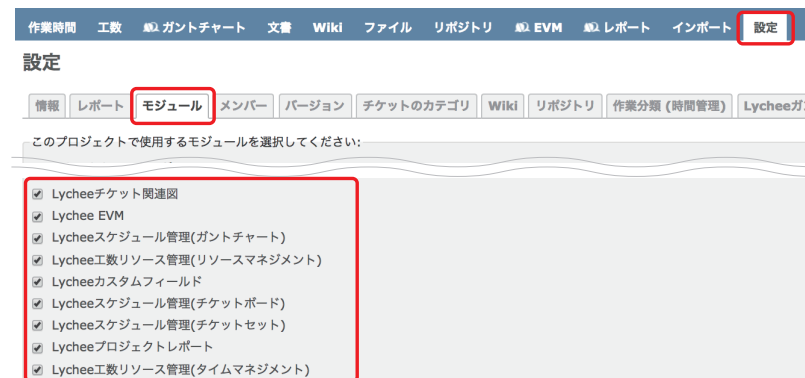 作業時間 工数 ガントチャート 文書 Wiki ファイル リポジトリ EVM レポート インポート 設定
設定
情報 レポート モジュール メンバー バージョン チケットのカテゴリ Wiki リポジトリ 作業分類 (時間管理) Lycheeガ
このプロジェクトで使用するモジュールを選択してください:
Lycheeチケット関連図
Lychee EVM
Lycheeスケジュール管理(ガントチャート)
Lychee工数リソース管理(リソースマネジメント)
Lycheeカスタムフィールド
Lycheeスケジュール管理(チケットボード)
Lycheeスケジュール管理(チケットセット)
Lycheeプロジェクトレポート
Lychee工数リソース管理(タイムマネジメント)